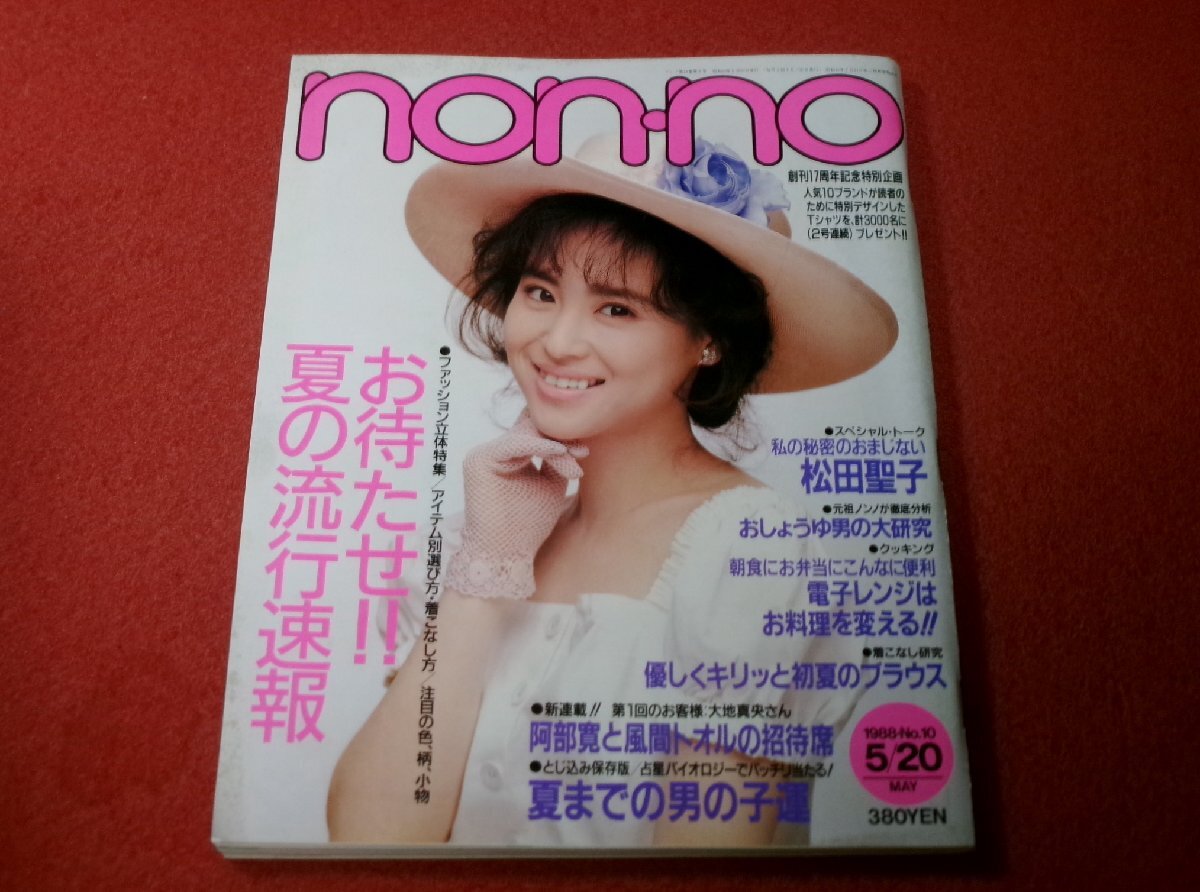 non・no
創刊17周年記念特別企画
人気10ブランドが読者の
ために特別デザインした
Tシャツを、計3000名に
(2号連続)プレゼント!!
お待たせ!!
夏の流行速報
●ファッション立体特集/アイテム別選び方・着こなし方/注目の色、柄、小物
●スペシャル・トーク
私の秘密のおまじない
松田聖子
●元祖ノンノが徹底分析
おしょうゆ男の大研究
●クッキング
朝食にお弁当にこんなに便利
電子レンジは
お料理を変える!!
●着こなし研究
優しくキリッと初夏のブラウス
●新連載!! 第1回のお客様:大地真央さん
阿部寛と風間トオルの招待席
●とじ込み保存版/占星バイオロジーでバッチリ当たる!
夏までの男の子運
1988・No.10
5/20
MAY
380YEN